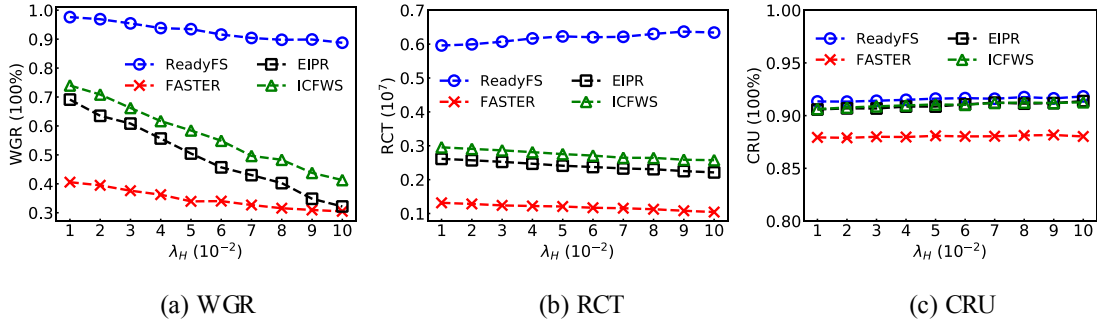 1.0
0.9
0.8
0.7
0.6
0.5
0.4
0.3
WGR (100%)
ReadyFS
FASTER
EIPR
ICFWS
1 2 3 4 5 6 7 8 9 10
λ_H (10⁻²)
(a) WGR
0.7
0.6
0.5
0.4
0.3
0.2
0.1
RCT (10⁷)
ReadyFS
FASTER
EIPR
ICFWS
1 2 3 4 5 6 7 8 9 10
λ_H (10⁻²)
(b) RCT
1.00
0.95
0.90
0.85
0.80
CRU (100%)
ReadyFS
FASTER
EIPR
ICFWS
1 2 3 4 5 6 7 8 9 10
λ_H (10⁻²)
(c) CRU